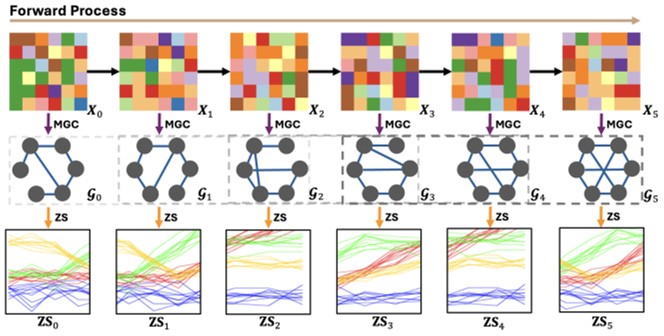 Forward Process
X₀ X₁ X₂ X₃ X₄ X₅
MGC MGC MGC MGC MGC MGC
𝒢₀ 𝒢₁ 𝒢₂ 𝒢₃ 𝒢₄ 𝒢₅
ZS ZS ZS ZS ZS ZS
ZS₀ ZS₁ ZS₂ ZS₃ ZS₄ ZS₅